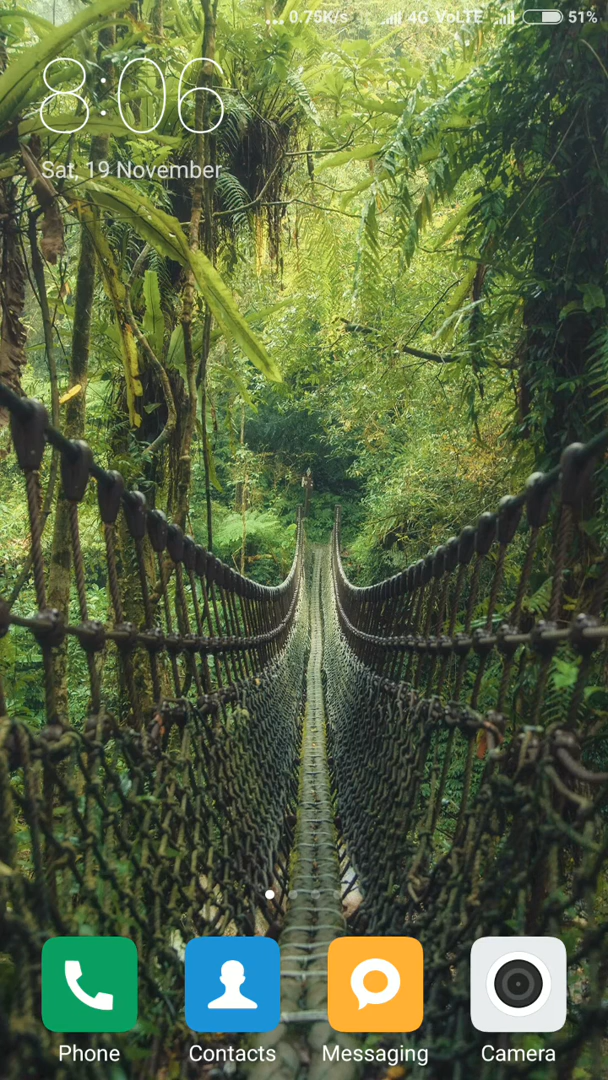 ... 0.75K/s 4G VoLTE 51%
8:06
Sat, 19 November
Phone Contacts Messaging Camera